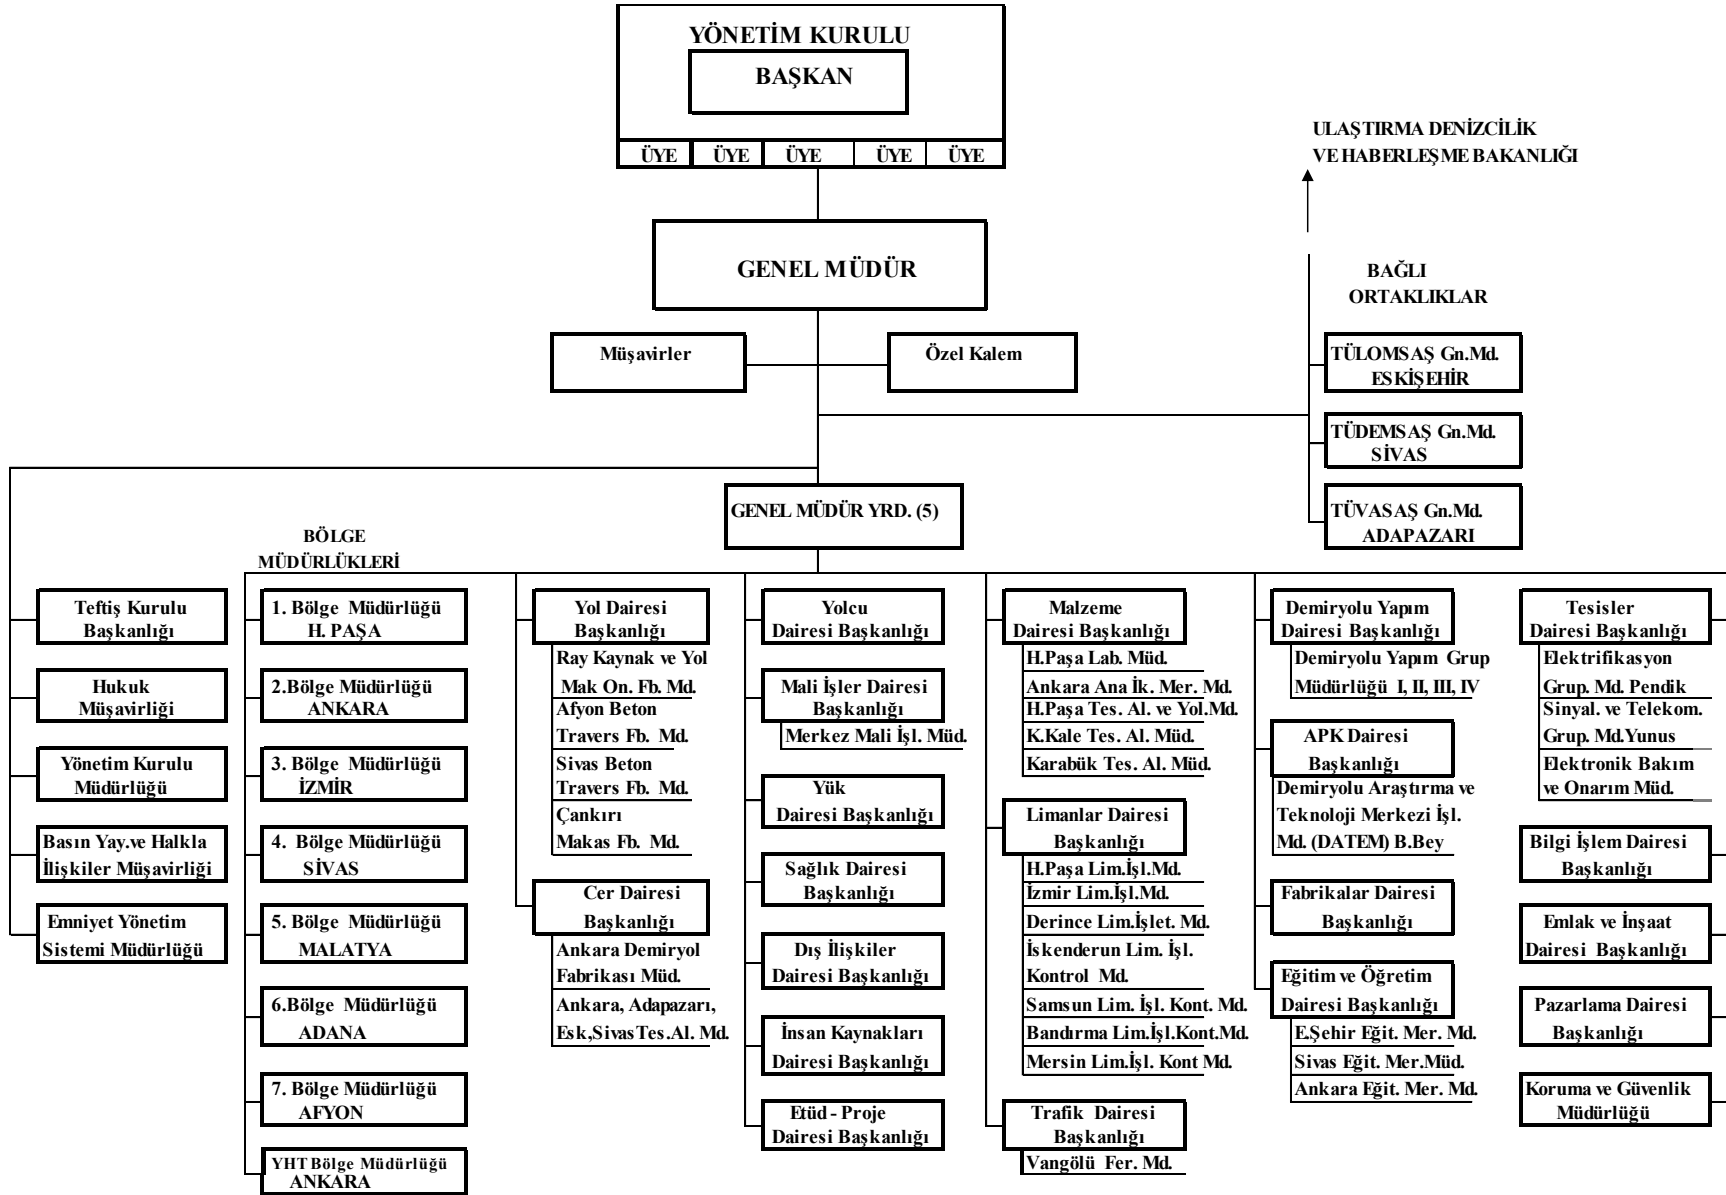 YÖNETİM KURULU
BAŞKAN
ÜYE
ÜYE
ÜYE
ÜYE
ÜYE
ULAŞTIRMA DENİZCİLİK
VE HABERLEŞME BAKANLIĞI
GENEL MÜDÜR
BAĞLI
ORTAKLIKLAR
Müşavirler
Özel Kalem
TÜLOMSAŞ Gn.Md.
ESKİŞEHİR
TÜDEMSAŞ Gn.Md.
SİVAS
TÜVASAŞ Gn.Md.
ADAPAZARI
GENEL MÜDÜR YRD. (5)
BÖLGE
MÜDÜRLÜKLERİ
Teftiş Kurulu
Başkanlığı
Hukuk
Müşavirliği
Yönetim Kurulu
Müdürlüğü
Basın Yay.ve Halkla
İlişkiler Müşavirliği
Emniyet Yönetim
Sistemi Müdürlüğü
1. Bölge Müdürlüğü
H. PAŞA
2.Bölge Müdürlüğü
ANKARA
3. Bölge Müdürlüğü
İZMİR
4. Bölge Müdürlüğü
SİVAS
5. Bölge Müdürlüğü
MALATYA
6.Bölge Müdürlüğü
ADANA
7. Bölge Müdürlüğü
AFYON
YHT Bölge Müdürlüğü
ANKARA
Yol Dairesi
Başkanlığı
Ray Kaynak ve Yol
Mak On. Fb. Md.
Afyon Beton
Travers Fb. Md.
Sivas Beton
Travers Fb. Md.
Çankırı
Makas Fb. Md.
Cer Dairesi
Başkanlığı
Ankara Demiryol
Fabrikası Müd.
Ankara, Adapazarı,
Esk,Sivas Tes.Al. Md.
Yolcu
Dairesi Başkanlığı
Mali İşler Dairesi
Başkanlığı
Merkez Mali İşl. Müd.
Yük
Dairesi Başkanlığı
Sağlık Dairesi
Başkanlığı
Dış İlişkiler
Dairesi Başkanlığı
İnsan Kaynakları
Dairesi Başkanlığı
Etüd - Proje
Dairesi Başkanlığı
Malzeme
Dairesi Başkanlığı
H.Paşa Lab. Müd.
Ankara Ana İk. Mer. Md.
H.Paşa Tes. Al. ve Yol.Md.
K.Kale Tes. Al. Müd.
Karabük Tes. Al. Müd.
Limanlar Dairesi
Başkanlığı
H.Paşa Lim.İşl.Md.
İzmir Lim.İşl.Md.
Derince Lim.İşlet. Md.
İskenderun Lim. İşl.
Kontrol Md.
Samsun Lim. İşl. Kont. Md.
Bandırma Lim.İşl.Kont.Md.
Mersin Lim.İşl. Kont Md.
Trafik Dairesi
Başkanlığı
Vangölü Fer. Md.
Demiryolu Yapım
Dairesi Başkanlığı
Demiryolu Yapım Grup
Müdürlüğü I, II, III, IV
APK Dairesi
Başkanlığı
Demiryolu Araştırma ve
Teknoloji Merkezi İşl.
Md. (DATEM) B.Bey
Fabrikalar Dairesi
Başkanlığı
Eğitim ve Öğretim
Dairesi Başkanlığı
E.Şehir Eğit. Mer. Md.
Sivas Eğit. Mer.Müd.
Ankara Eğit. Mer. Md.
Tesisler
Dairesi Başkanlığı
Elektrifikasyon
Grup. Md. Pendik
Sinyal. ve Telekom.
Grup. Md.Yunus
Elektronik Bakım
ve Onarım Müd.
Bilgi İşlem Dairesi
Başkanlığı
Emlak ve İnşaat
Dairesi Başkanlığı
Pazarlama Dairesi
Başkanlığı
Koruma ve Güvenlik
Müdürlüğü